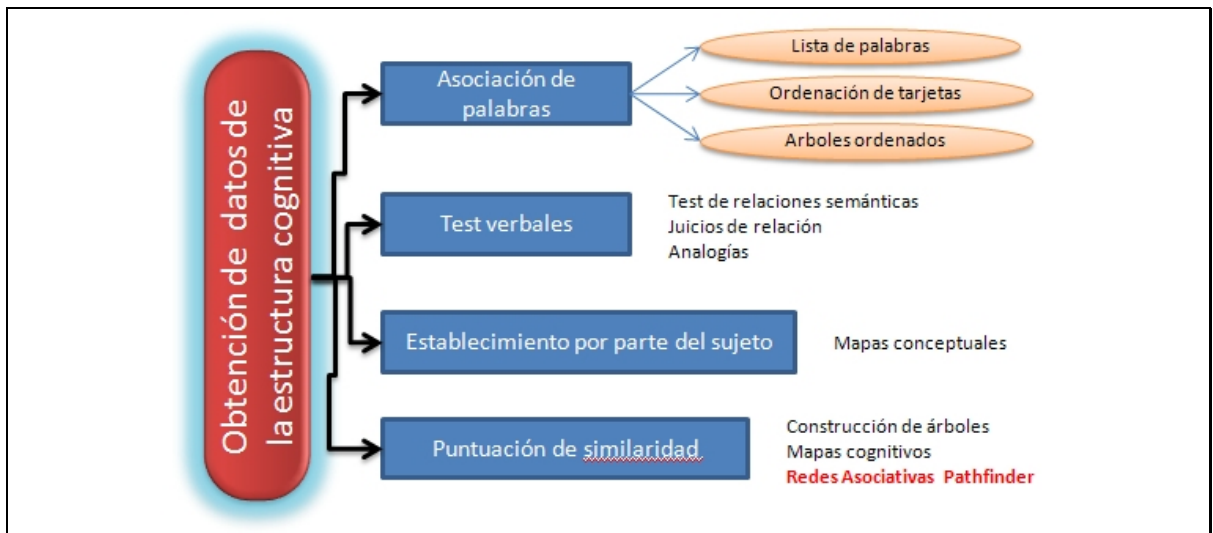 Obtención de datos de
la estructura cognitiva
Asociación de
palabras
Lista de palabras
Ordenación de tarjetas
Arboles ordenados
Test verbales
Test de relaciones semánticas
Juicios de relación
Analogías
Establecimiento por parte del sujeto
Mapas conceptuales
Puntuación de similaridad
Construcción de árboles
Mapas cognitivos
Redes Asociativas Pathfinder